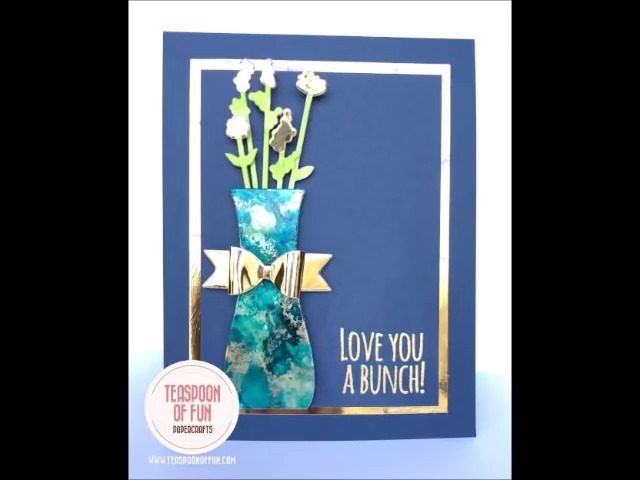 LOVE YOU
A BUNCH!
TEASPOON
OF FUN
PAPERCRAFTS
WWW.TEASPOONOFFUN.COM